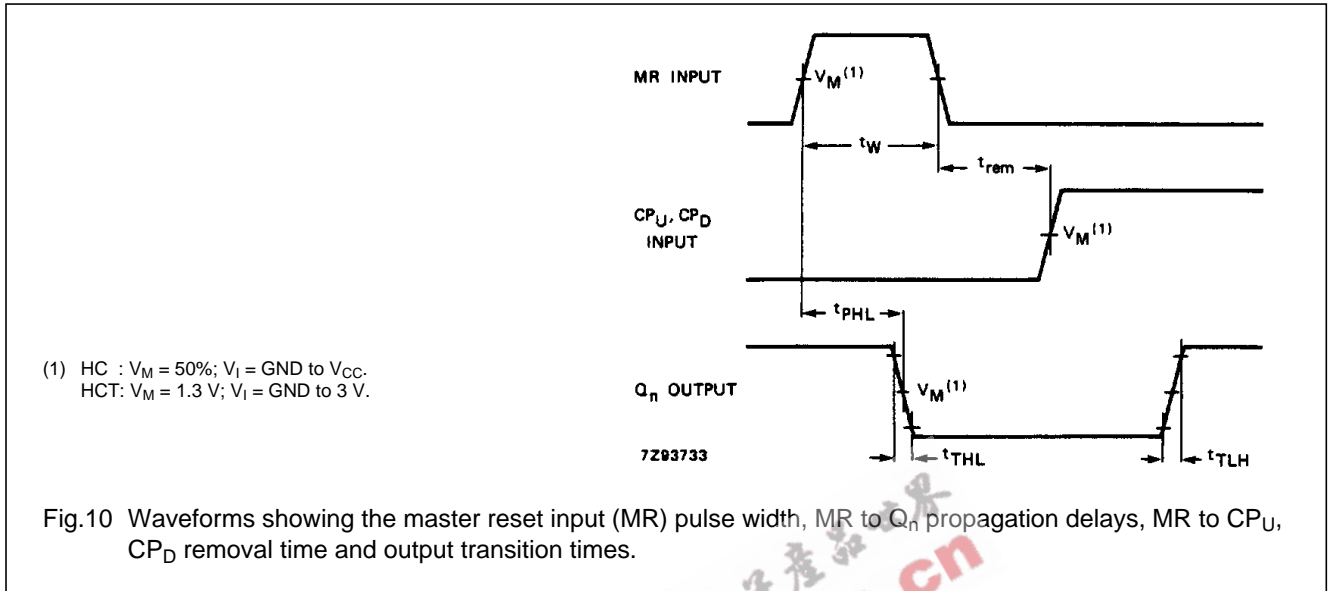 MR INPUT
VM(1)
tW
trem
CPU, CPD
INPUT
VM(1)
tPHL
(1) HC : VM = 50%; VI = GND to VCC.
HCT: VM = 1.3 V; VI = GND to 3 V.
Qn OUTPUT
VM(1)
7Z93733
tTHL
tTLH
Fig.10 Waveforms showing the master reset input (MR) pulse width, MR to Qn propagation delays, MR to CPU,
CPD removal time and output transition times.